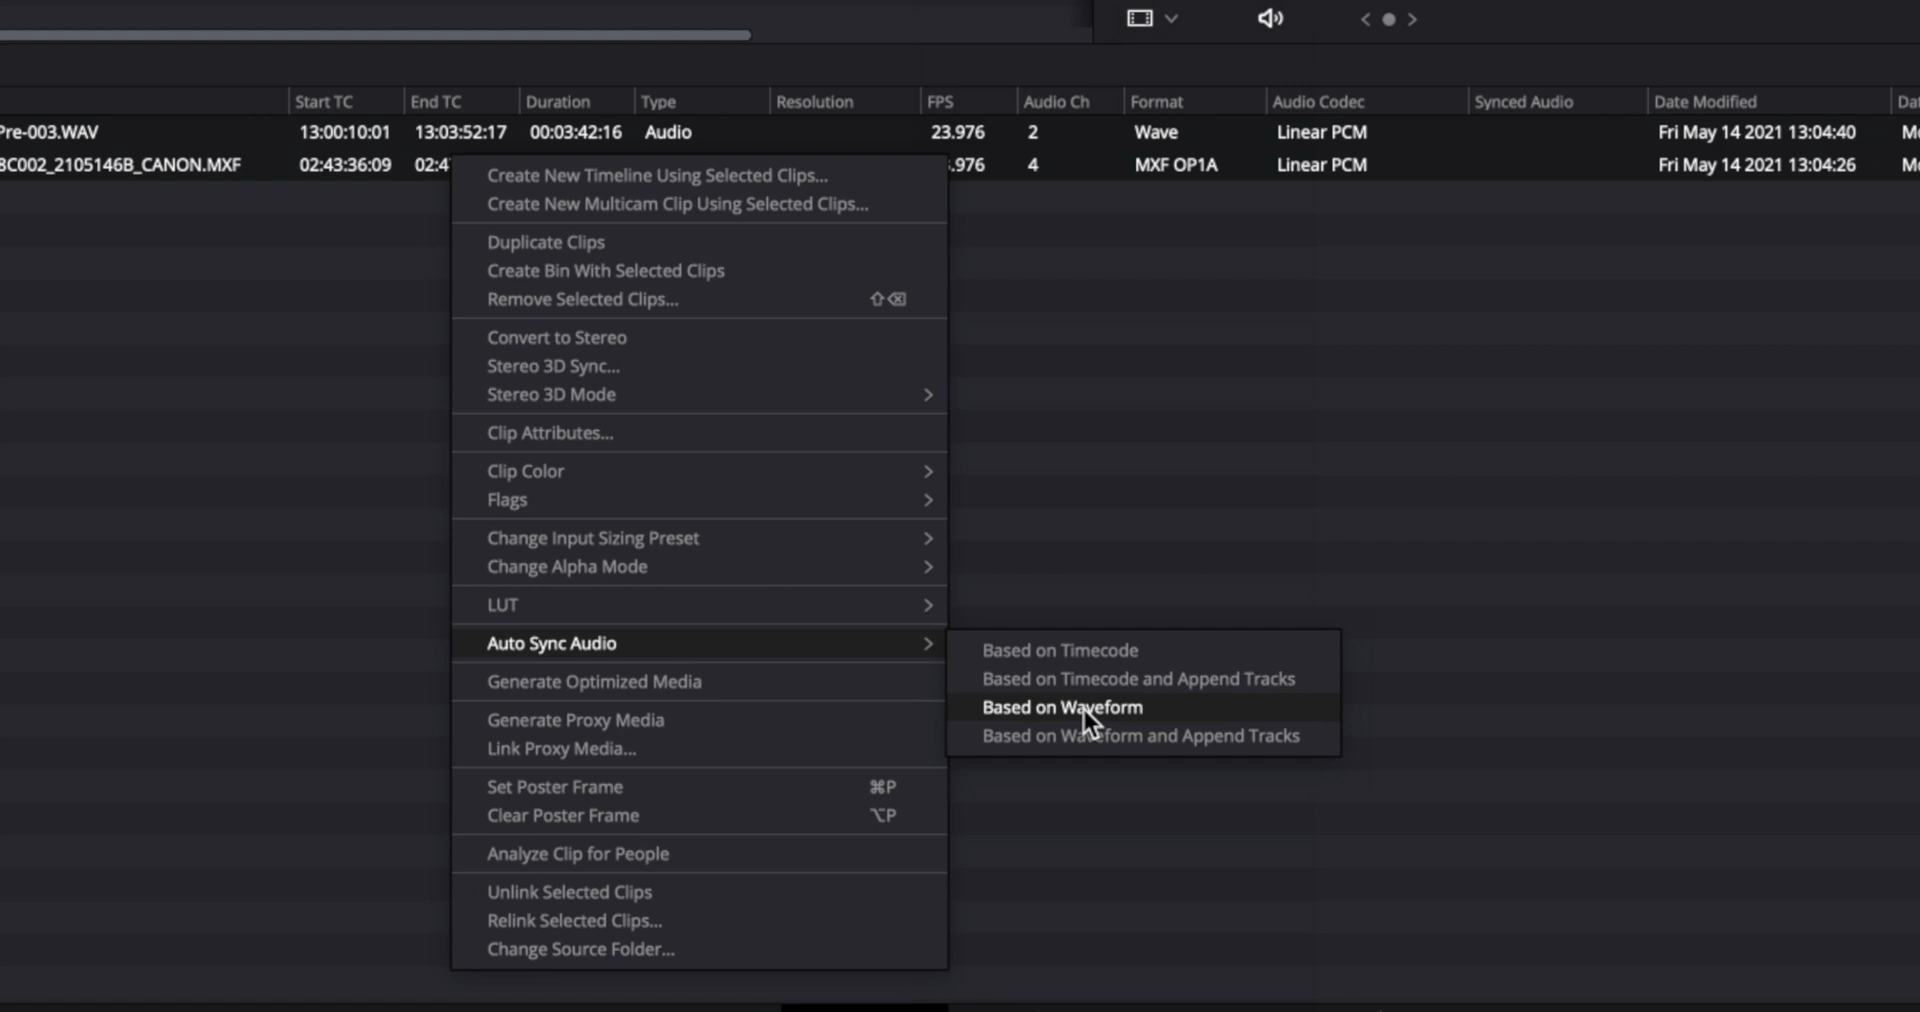 Start TC End TC Duration Type Resolution FPS Audio Ch Format Audio Codec Synced Audio Date Modified Dat
Pre-003.WAV 13:00:10:01 13:03:52:17 00:03:42:16 Audio 23.976 2 Wave Linear PCM Fri May 14 2021 13:04:40 Mo
8C002_2105146B_CANON.MXF 02:43:36:09 02:4 .976 4 MXF OP1A Linear PCM Fri May 14 2021 13:04:26 Mo
Create New Timeline Using Selected Clips...
Create New Multicam Clip Using Selected Clips...
Duplicate Clips
Create Bin With Selected Clips
Remove Selected Clips... ⇧⌫
Convert to Stereo
Stereo 3D Sync...
Stereo 3D Mode
Clip Attributes...
Clip Color
Flags
Change Input Sizing Preset
Change Alpha Mode
LUT
Auto Sync Audio
Based on Timecode
Based on Timecode and Append Tracks
Based on Waveform
Based on Waveform and Append Tracks
Generate Optimized Media
Generate Proxy Media
Link Proxy Media...
Set Poster Frame ⌘P
Clear Poster Frame ⌥P
Analyze Clip for People
Unlink Selected Clips
Relink Selected Clips...
Change Source Folder...